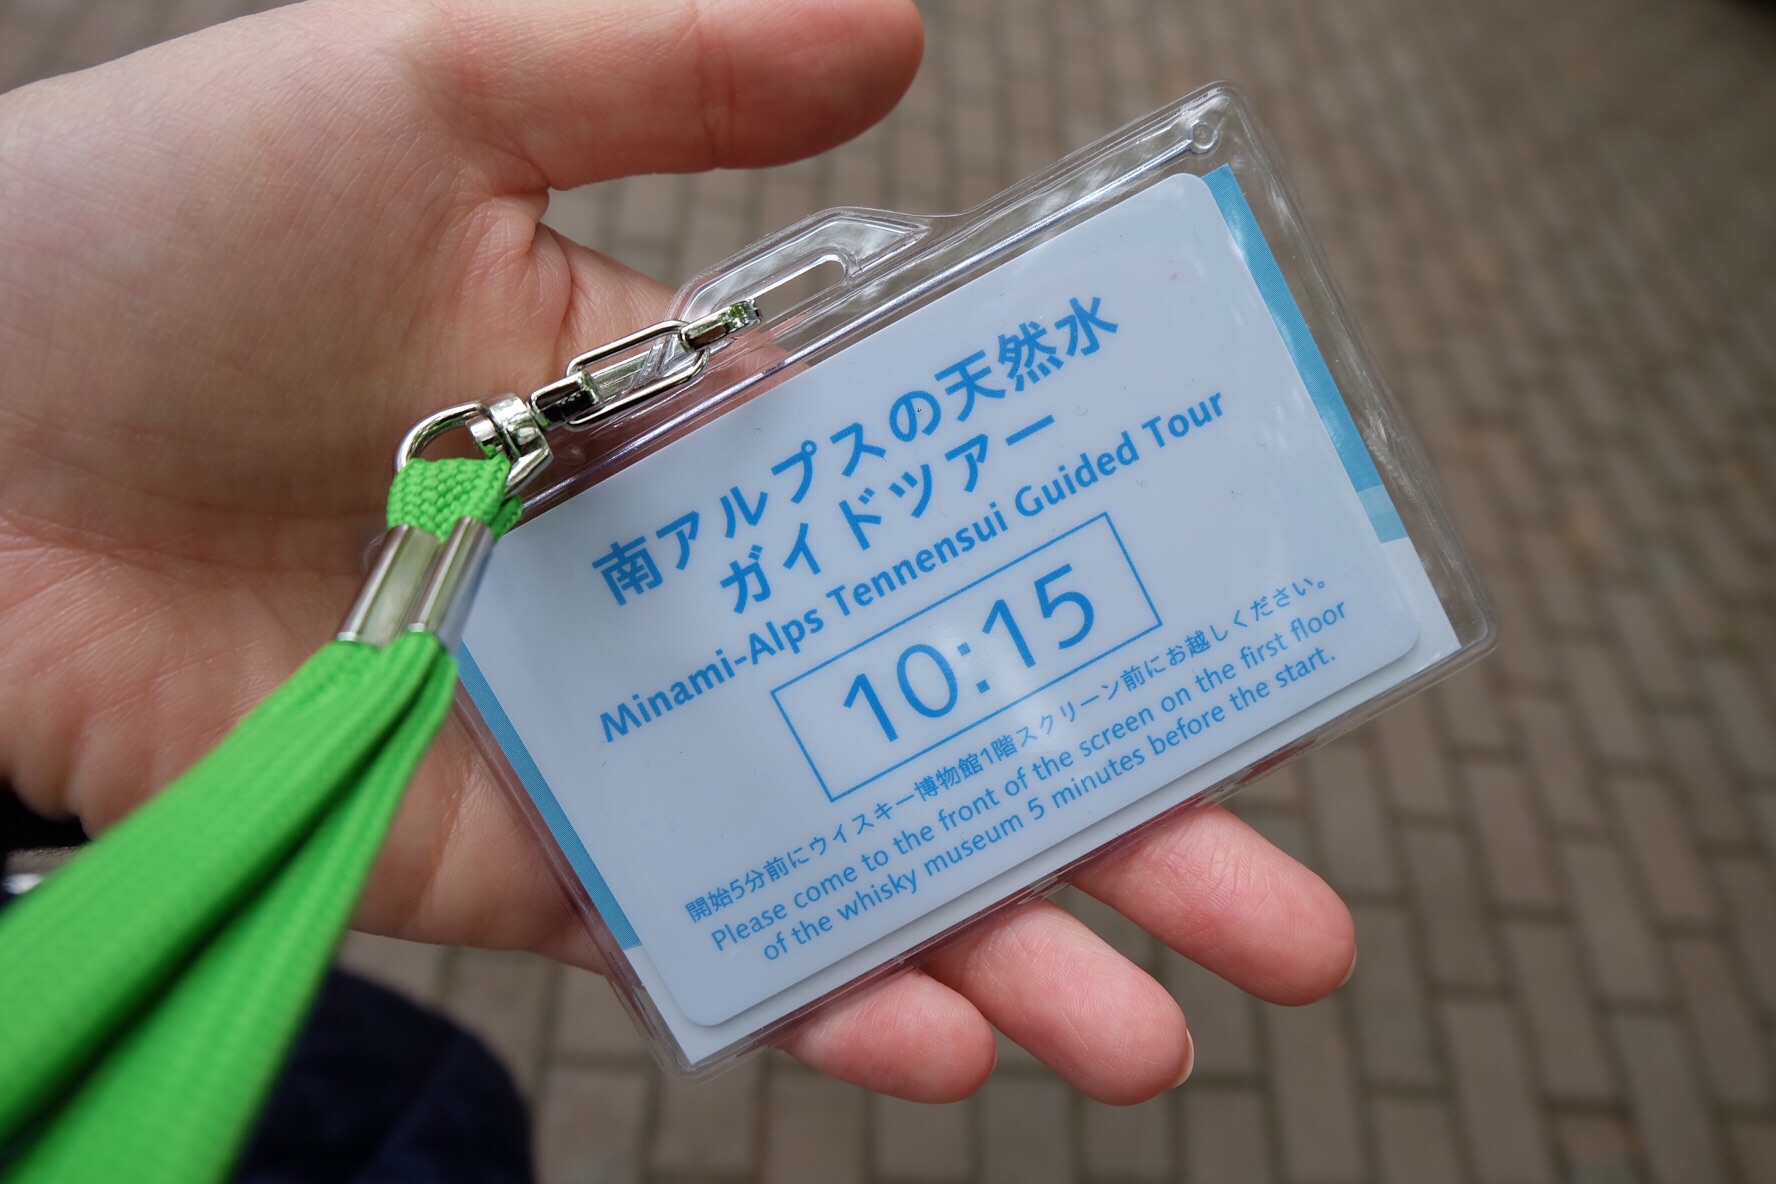 南アルプスの天然水
ガイドツアー
Minami-Alps Tennensui Guided Tour
10:15
開始5分前にウイスキー博物館1階スクリーン前にお越しください。
Please come to the front of the screen on the first floor
of the whisky museum 5 minutes before the start.